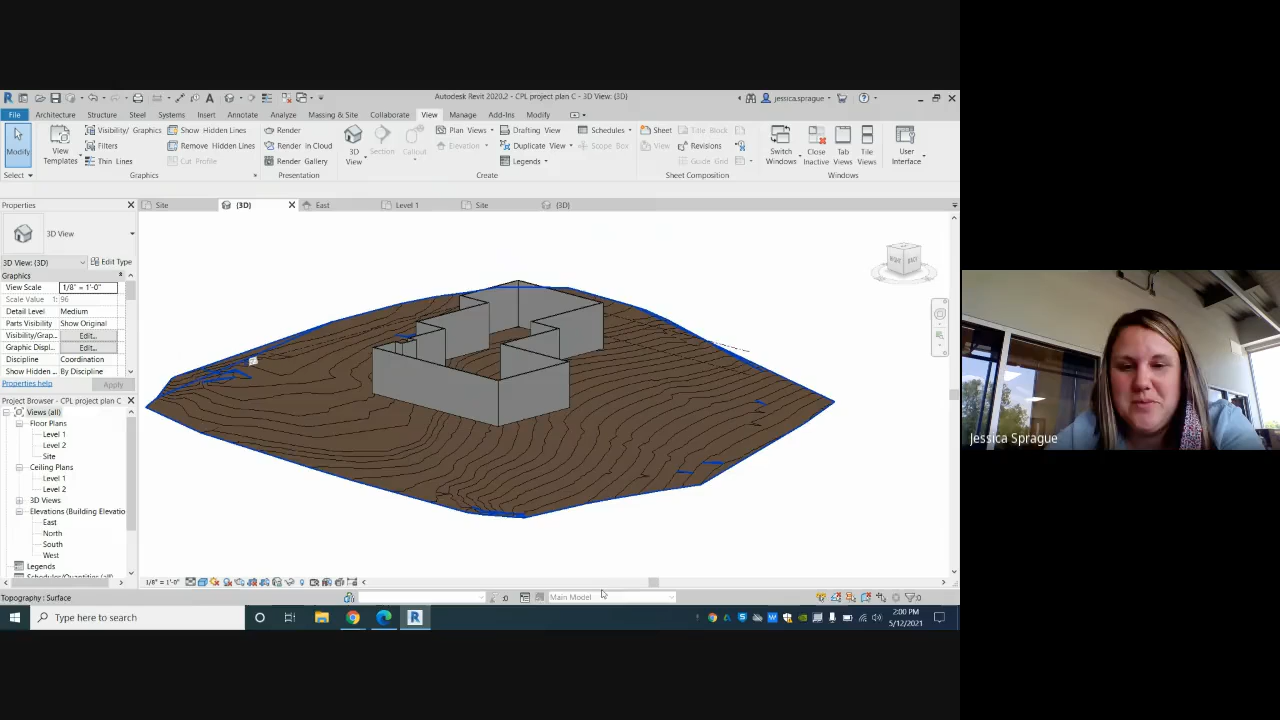 Autodesk Revit 2020.2 - CPL project plan C - 3D View: {3D}
jessica.sprague
File Architecture Structure Steel Systems Insert Annotate Analyze Massing & Site Collaborate View Manage Add-Ins Modify
Modify
Select
View Templates
Visibility/ Graphics
Filters
Thin Lines
Show Hidden Lines
Remove Hidden Lines
Cut Profile
Graphics
Render
Render in Cloud
Render Gallery
Presentation
3D View
Section
Callout
Plan Views
Elevation
Drafting View
Duplicate View
Legends
Schedules
Scope Box
Create
Sheet
View
Title Block
Revisions
Guide Grid
Sheet Composition
Switch Windows
Close Inactive
Tab Views
Tile Views
User Interface
Windows
Properties
Site
{3D}
East
Level 1
Site
{3D}
3D View
3D View: {3D}
Edit Type
Graphics
View Scale 1/8" = 1'-0"
Scale Value 1: 96
Detail Level Medium
Parts Visibility Show Original
Visibility/Grap... Edit...
Graphic Displ... Edit...
Discipline Coordination
Show Hidden ... By Discipline
Properties help
Apply
Project Browser - CPL project plan C
Views (all)
Floor Plans
Level 1
Level 2
Site
Ceiling Plans
Level 1
Level 2
3D Views
Elevations (Building Elevatio
East
North
South
West
Legends
Schedules/Quantities (all)
RIGHT
BACK
1/8" = 1'-0"
Topography : Surface
:0
Main Model
:0
Type here to search
2:00 PM
5/12/2021
Jessica Sprague